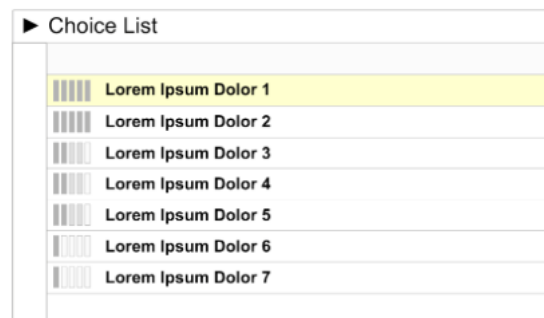 Choice List
Lorem Ipsum Dolor 1
Lorem Ipsum Dolor 2
Lorem Ipsum Dolor 3
Lorem Ipsum Dolor 4
Lorem Ipsum Dolor 5
Lorem Ipsum Dolor 6
Lorem Ipsum Dolor 7